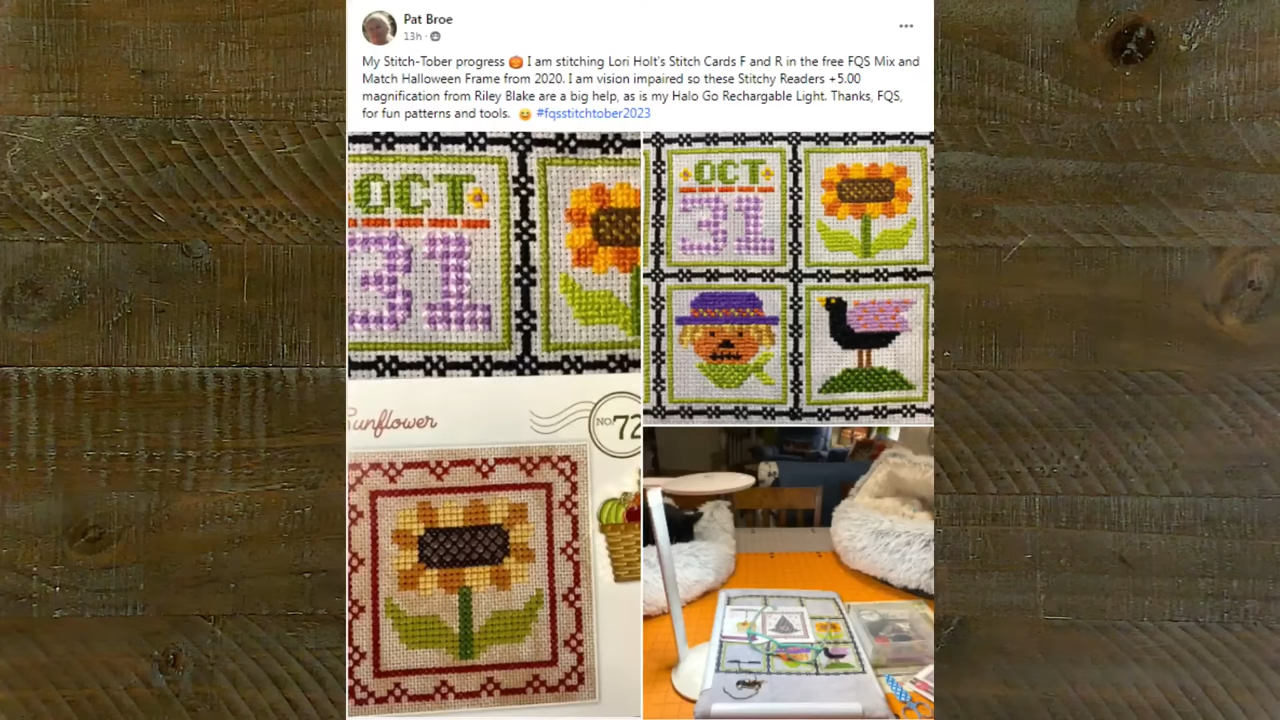 Pat Broe
13h
My Stitch-Tober progress 🎃 I am stitching Lori Holt's Stitch Cards F and R in the free FQS Mix and
Match Halloween Frame from 2020. I am vision impaired so these Stitchy Readers +5.00
magnification from Riley Blake are a big help, as is my Halo Go Rechargable Light. Thanks, FQS,
for fun patterns and tools. 😊 #fqsstitchtober2023
OCT
31
OCT
31
Sunflower
NO. 72